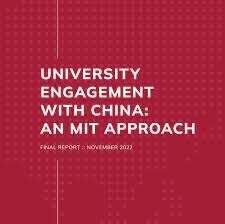 UNIVERSITY
ENGAGEMENT
WITH CHINA:
AN MIT APPROACH
FINAL REPORT :: NOVEMBER 2022